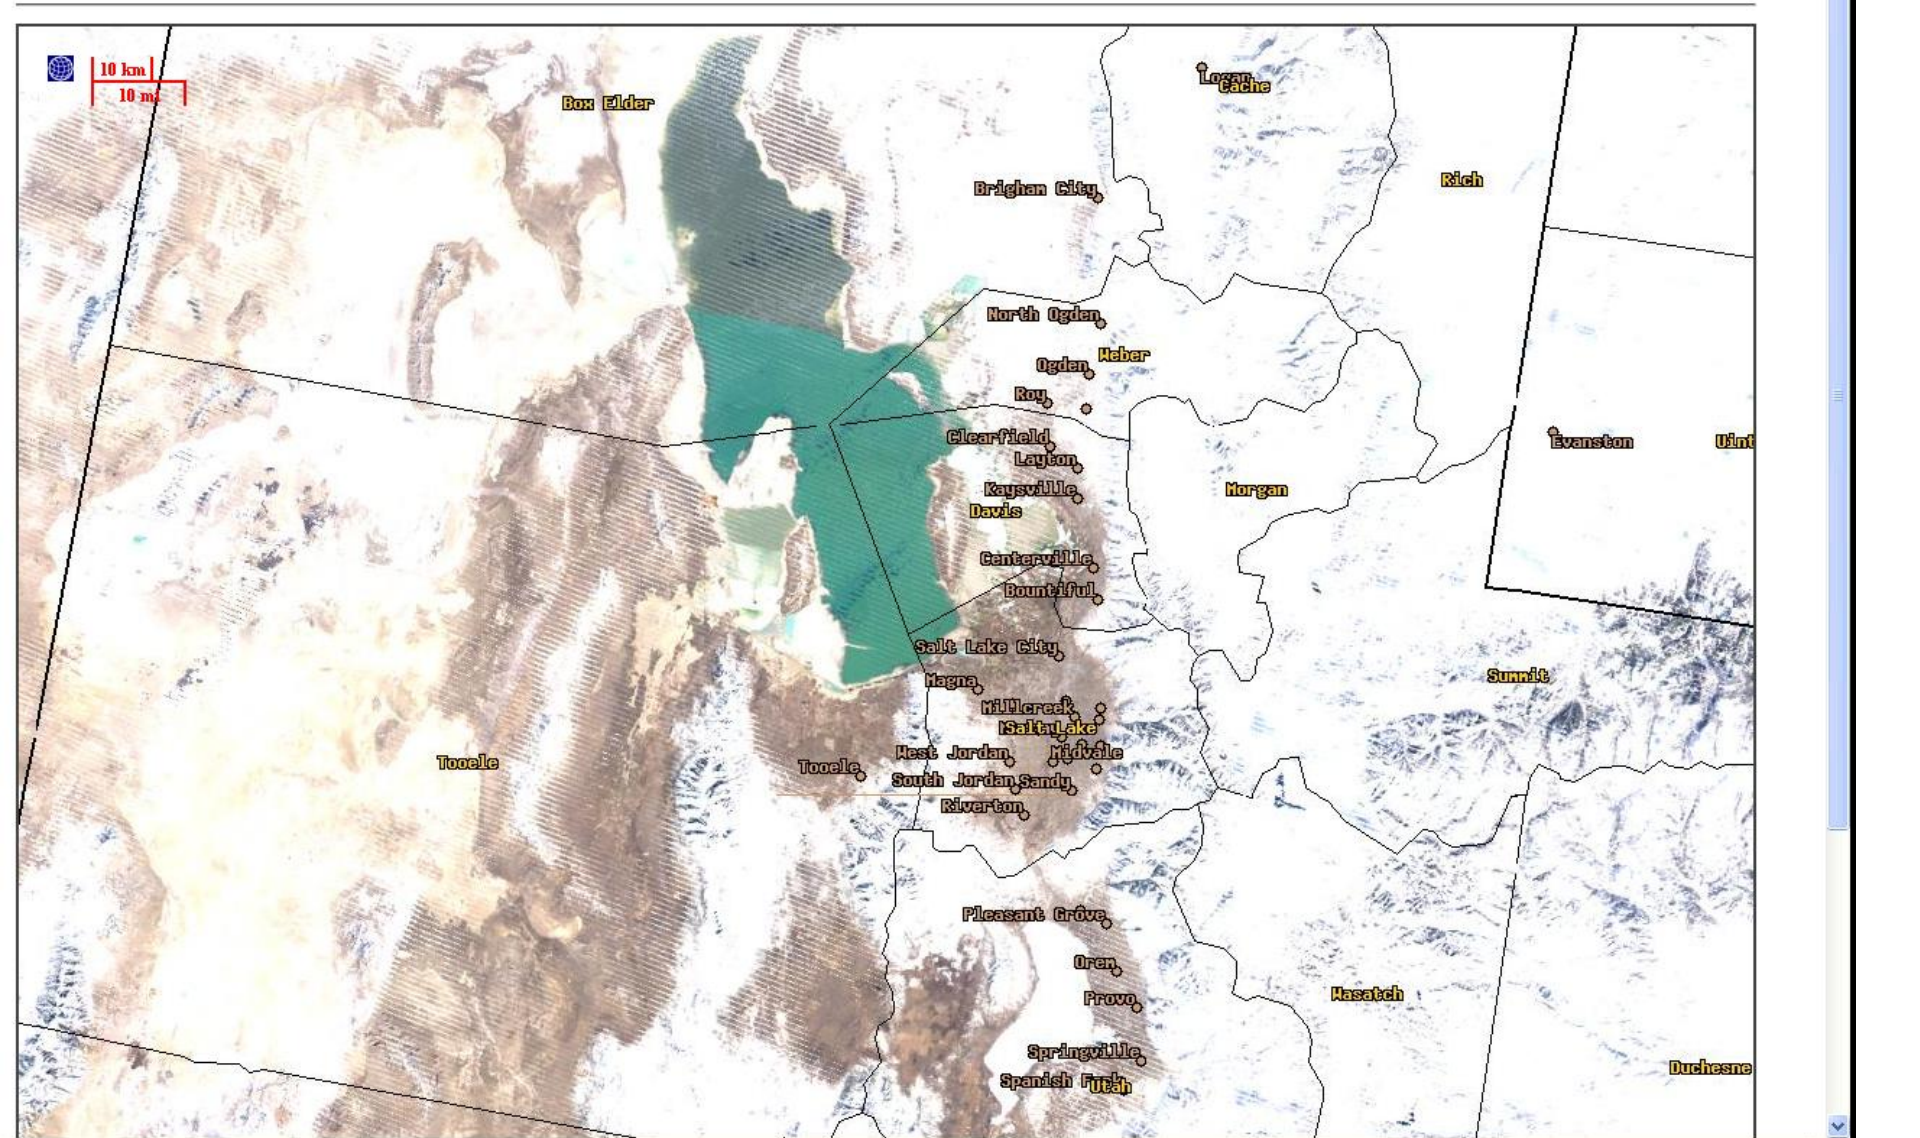 10 km
10 mi
Box Elder
Logan
Cache
Rich
Brigham City
North Ogden
Weber
Ogden
Roy
Clearfield
Evanston
Uint
Layton
Kaysville
Morgan
Davis
Centerville
Bountiful
Salt Lake City
Magna
Summit
Millcreek
Salt Lake
West Jordan
Midvale
Tooele
Tooele
South Jordan
Sandy
Riverton
Pleasant Grove
Orem
Provo
Wasatch
Springville
Duchesne
Spanish
Utah